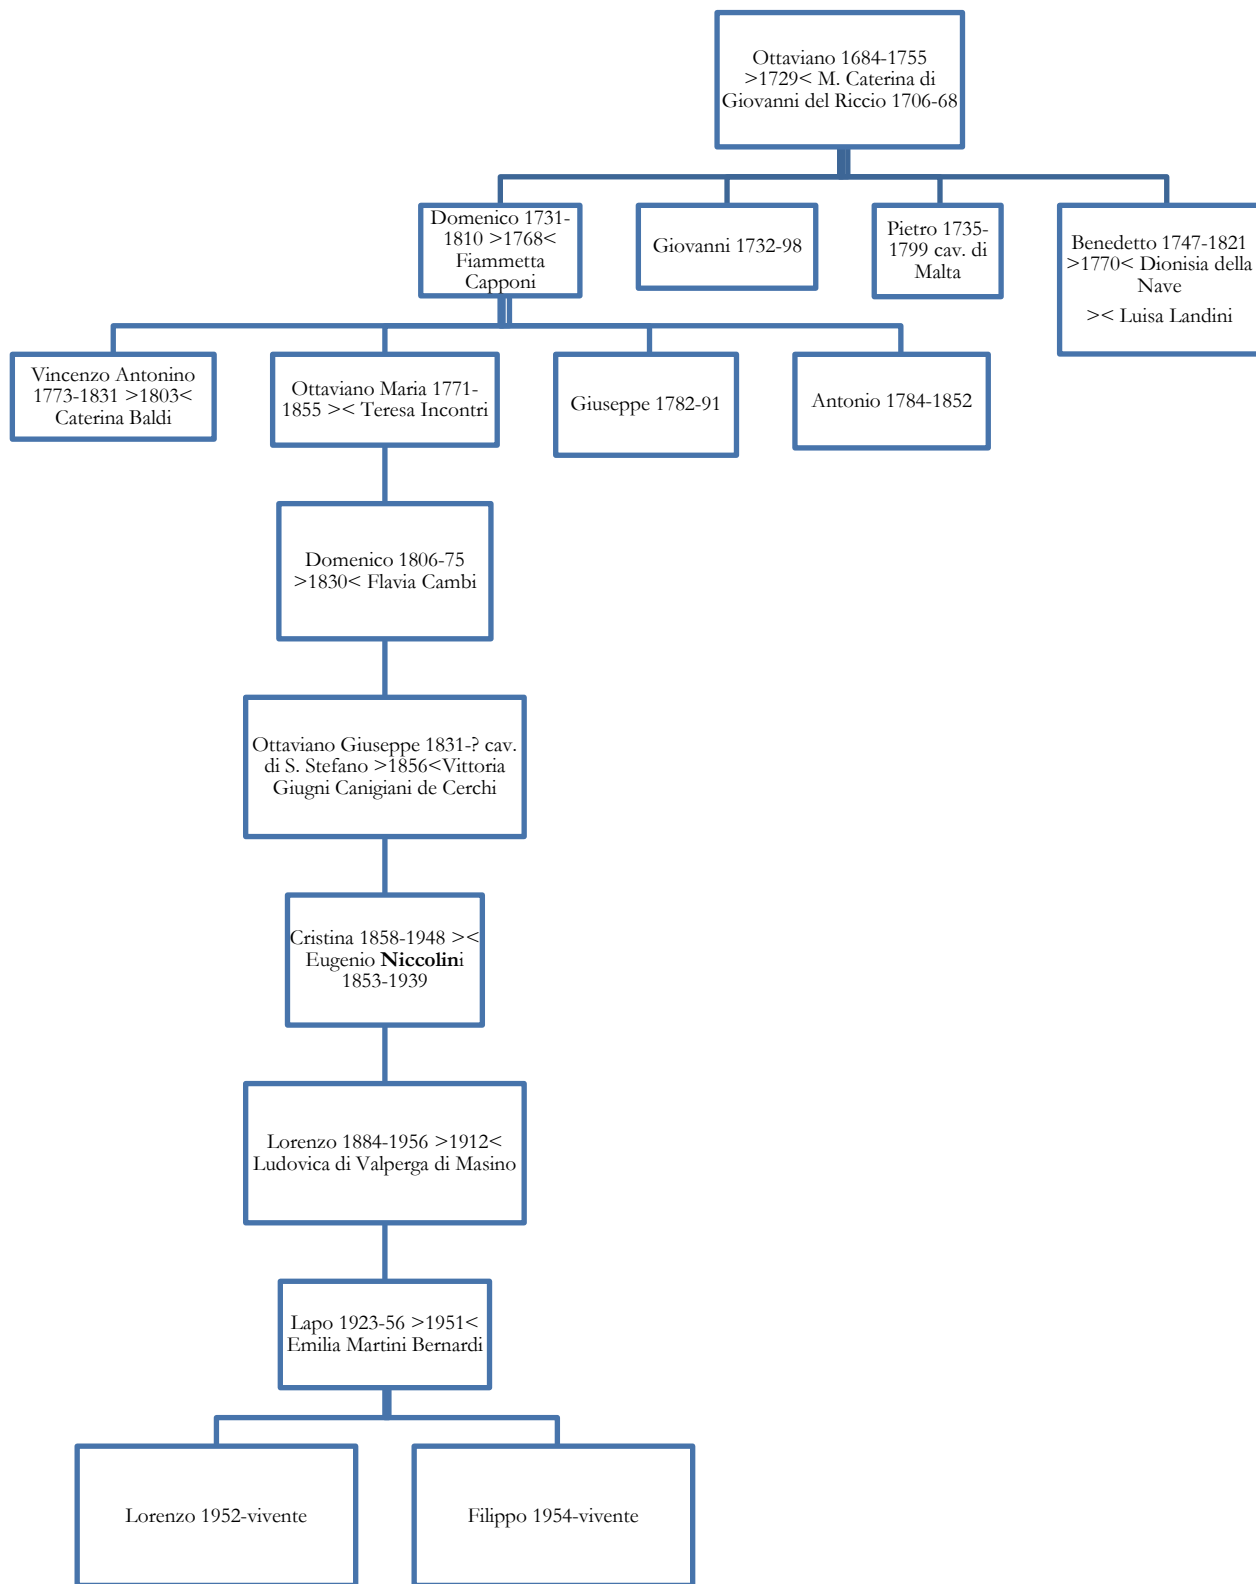 Ottaviano 1684-1755
>1729< M. Caterina di
Giovanni del Riccio 1706-68
Domenico 1731-
1810 >1768<
Fiammetta
Capponi
Giovanni 1732-98
Pietro 1735-
1799 cav. di
Malta
Benedetto 1747-1821
>1770< Dionisia della
Nave
>< Luisa Landini
Vincenzo Antonino
1773-1831 >1803<
Caterina Baldi
Ottaviano Maria 1771-
1855 >< Teresa Incontri
Giuseppe 1782-91
Antonio 1784-1852
Domenico 1806-75
>1830< Flavia Cambi
Ottaviano Giuseppe 1831-? cav.
di S. Stefano >1856<Vittoria
Giugni Canigiani de Cerchi
Cristina 1858-1948 ><
Eugenio Niccolini
1853-1939
Lorenzo 1884-1956 >1912<
Ludovica di Valperga di Masino
Lapo 1923-56 >1951<
Emilia Martini Bernardi
Lorenzo 1952-vivente
Filippo 1954-vivente